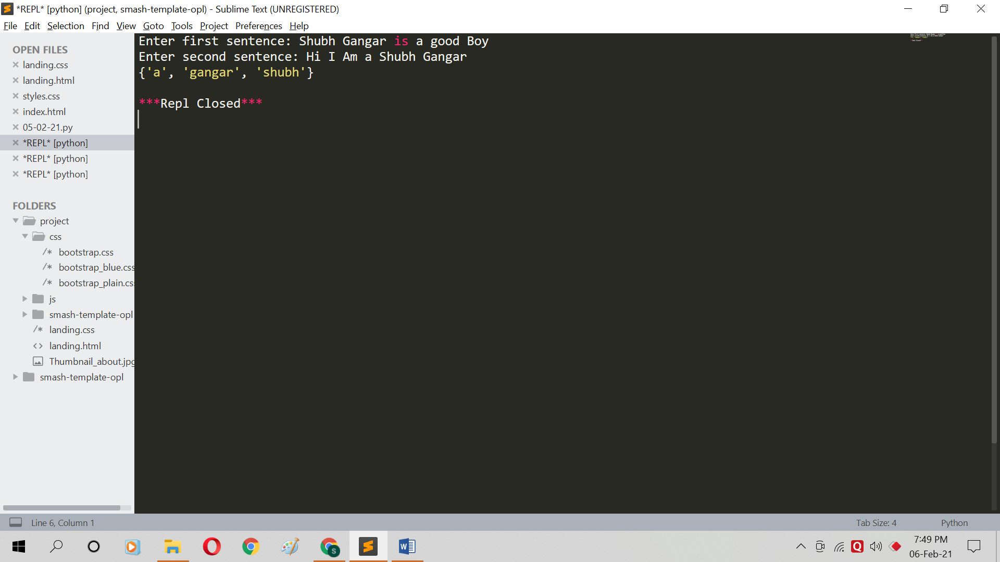 *REPL* [python] (project, smash-template-opl) - Sublime Text (UNREGISTERED)
File Edit Selection Find View Goto Tools Project Preferences Help
OPEN FILES
landing.css
landing.html
styles.css
index.html
05-02-21.py
*REPL* [python]
*REPL* [python]
*REPL* [python]
FOLDERS
project
css
/* bootstrap.css
/* bootstrap_blue.css
/* bootstrap_plain.css
js
smash-template-opl
/* landing.css
<> landing.html
Thumbnail_about.jpg
smash-template-opl
Enter first sentence: Shubh Gangar is a good Boy
Enter second sentence: Hi I Am a Shubh Gangar
{'a', 'gangar', 'shubh'}
***Repl Closed***
Line 6, Column 1
Tab Size: 4
Python
S
W
Q
7:49 PM
06-Feb-21